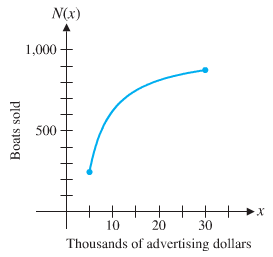 N(x)
1,000
500
Boats sold
10 20 30
x
Thousands of advertising dollars